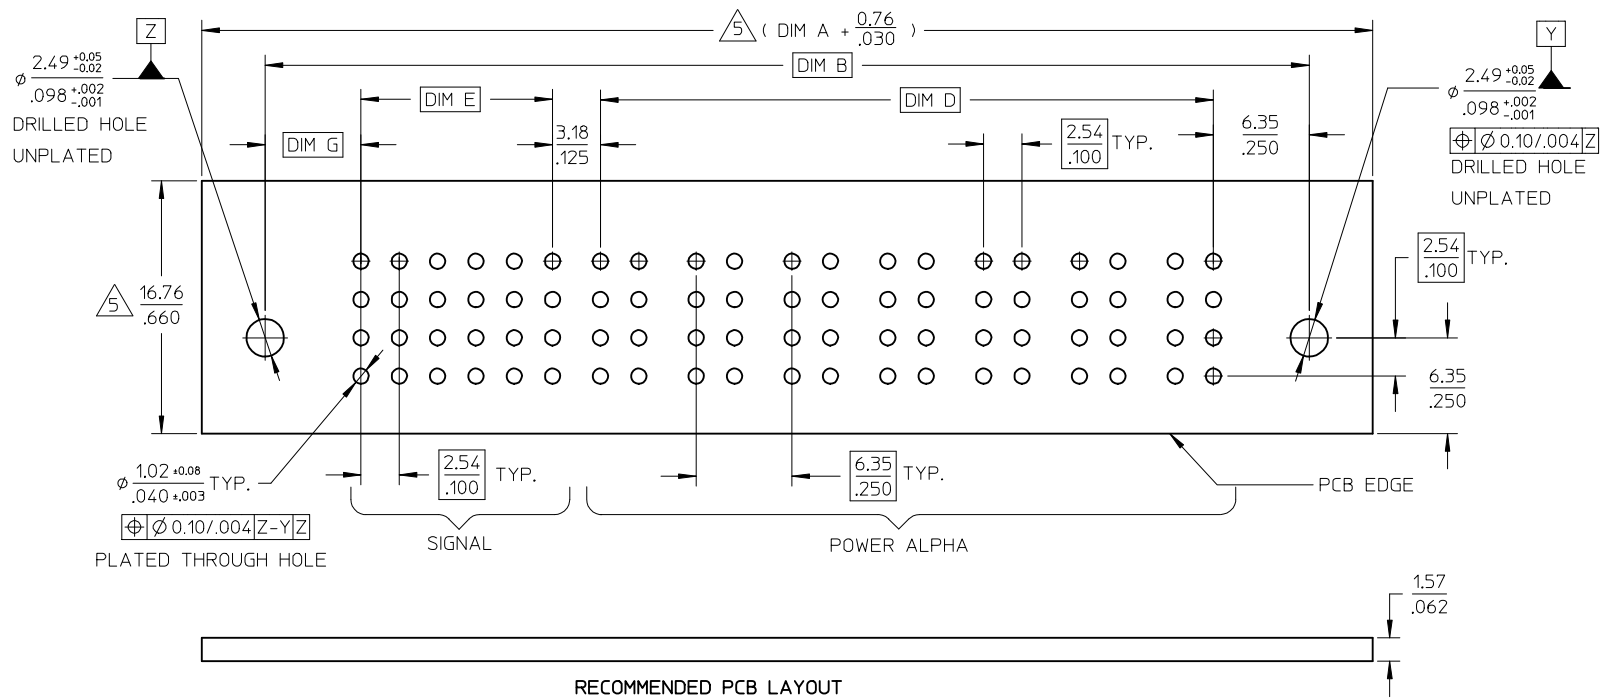 5 ( DIM A + 0.76 / .030 )
Z
Y
Ø 2.49 +0.05 -0.02 / .098 +.002 -.001
DRILLED HOLE
UNPLATED
DIM B
Ø 2.49 +0.05 -0.02 / .098 +.002 -.001
⌖ Ø 0.10/.004 Z
DRILLED HOLE
UNPLATED
DIM E
DIM D
DIM G
3.18 / .125
2.54 / .100 TYP.
6.35 / .250
2.54 / .100 TYP.
5 16.76 / .660
6.35 / .250
Ø 1.02 ±0.08 / .040 ±.003 TYP.
⌖ Ø 0.10/.004 Z-Y Z
PLATED THROUGH HOLE
2.54 / .100 TYP.
6.35 / .250 TYP.
PCB EDGE
SIGNAL
POWER ALPHA
1.57 / .062
RECOMMENDED PCB LAYOUT